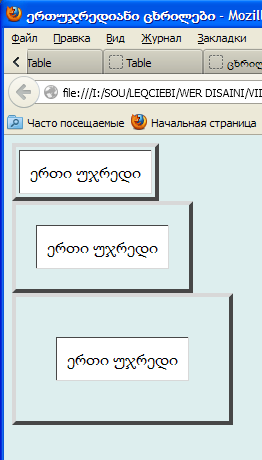 ერთუჯრედიანი ცხრილები - Mozill
Файл Правка Вид Журнал Закладки
Table Table ცხრილ
file:///I:/SOU/LEQCIEBI/WER DISAINI/VII
Часто посещаемые Начальная страница
ერთი უჯრედი
ერთი უჯრედი
ერთი უჯრედი